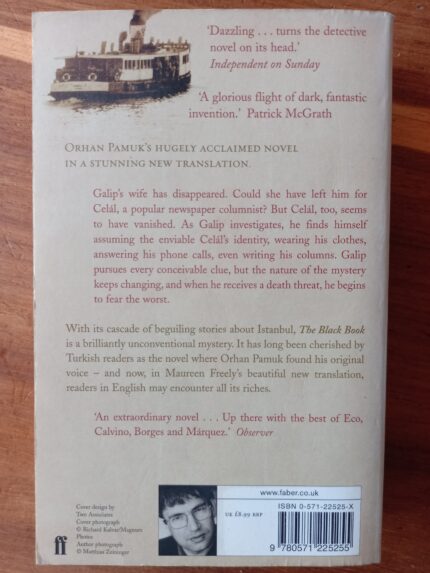 ‘Dazzling . . . turns the detective
novel on its head.’
Independent on Sunday
‘A glorious flight of dark, fantastic
invention.’ Patrick McGrath
ORHAN PAMUK’S HUGELY ACCLAIMED NOVEL
IN A STUNNING NEW TRANSLATION.
Galip’s wife has disappeared. Could she have left him for
Celál, a popular newspaper columnist? But Celál, too, seems
to have vanished. As Galip investigates, he finds himself
assuming the enviable Celál’s identity, wearing his clothes,
answering his phone calls, even writing his columns. Galip
pursues every conceivable clue, but the nature of the mystery
keeps changing, and when he receives a death threat, he begins
to fear the worst.
With its cascade of beguiling stories about Istanbul, The Black Book
is a brilliantly unconventional mystery. It has long been cherished by
Turkish readers as the novel where Orhan Pamuk found his original
voice – and now, in Maureen Freely’s beautiful new translation,
readers in English may encounter all its riches.
‘An extraordinary novel . . . Up there with the best of Eco,
Calvino, Borges and Márquez.’ Observer
Cover design by
Two Associates
Cover photograph
© Richard Kalvar/Magnum
Photos
Author photograph
© Matthias Zeininger
ff
UK £8.99 RRP
www.faber.co.uk
ISBN 0-571-22525-X
9 780571 225255